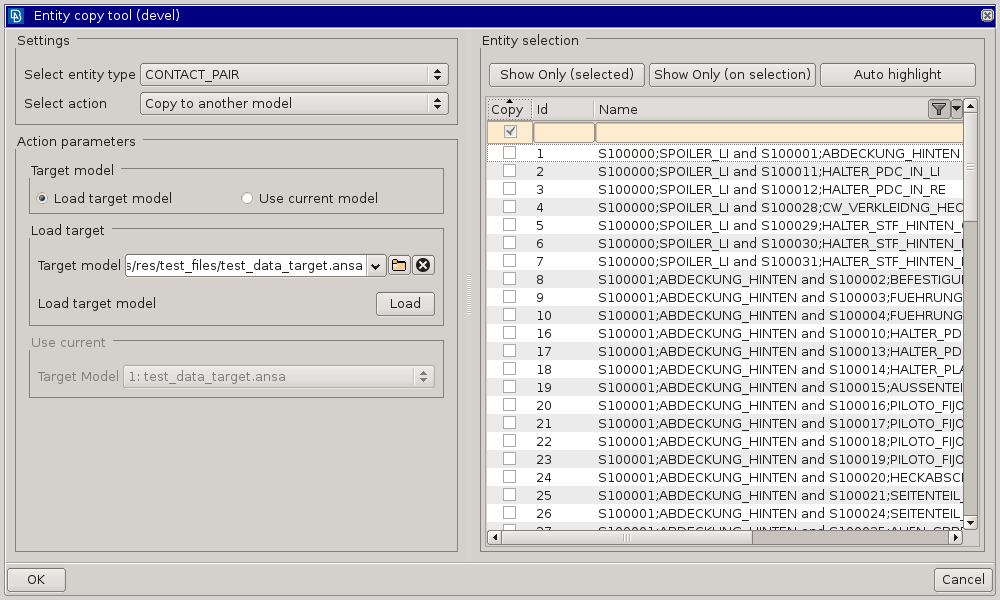 Entity copy tool (devel)
Settings
Select entity type CONTACT_PAIR
Select action Copy to another model
Action parameters
Target model
Load target model Use current model
Load target
Target model s/res/test_files/test_data_target.ansa
Load target model Load
Use current
Target Model 1: test_data_target.ansa
Entity selection
Show Only (selected) Show Only (on selection) Auto highlight
Copy Id Name
1 S100000;SPOILER_LI and S100001;ABDECKUNG_HINTEN
2 S100000;SPOILER_LI and S100011;HALTER_PDC_IN_LI
3 S100000;SPOILER_LI and S100012;HALTER_PDC_IN_RE
4 S100000;SPOILER_LI and S100028;CW_VERKLEIDNG_HEC
5 S100000;SPOILER_LI and S100029;HALTER_STF_HINTEN_
6 S100000;SPOILER_LI and S100030;HALTER_STF_HINTEN_
7 S100000;SPOILER_LI and S100031;HALTER_STF_HINTEN_
8 S100001;ABDECKUNG_HINTEN and S100002;BEFESTIGU
9 S100001;ABDECKUNG_HINTEN and S100003;FUEHRUNG
10 S100001;ABDECKUNG_HINTEN and S100004;FUEHRUNG
16 S100001;ABDECKUNG_HINTEN and S100010;HALTER_PD
17 S100001;ABDECKUNG_HINTEN and S100013;HALTER_PD
18 S100001;ABDECKUNG_HINTEN and S100014;HALTER_PLA
19 S100001;ABDECKUNG_HINTEN and S100015;AUSSENTEI
20 S100001;ABDECKUNG_HINTEN and S100016;PILOTO_FIJO
21 S100001;ABDECKUNG_HINTEN and S100017;PILOTO_FIJO
22 S100001;ABDECKUNG_HINTEN and S100018;PILOTO_FIJO
23 S100001;ABDECKUNG_HINTEN and S100019;PILOTO_FIJO
24 S100001;ABDECKUNG_HINTEN and S100020;HECKABSC
25 S100001;ABDECKUNG_HINTEN and S100021;SEITENTEIL_
26 S100001;ABDECKUNG_HINTEN and S100024;SEITENTEIL_
27 S100001;ABDECKUNG_HINTEN and
OK Cancel